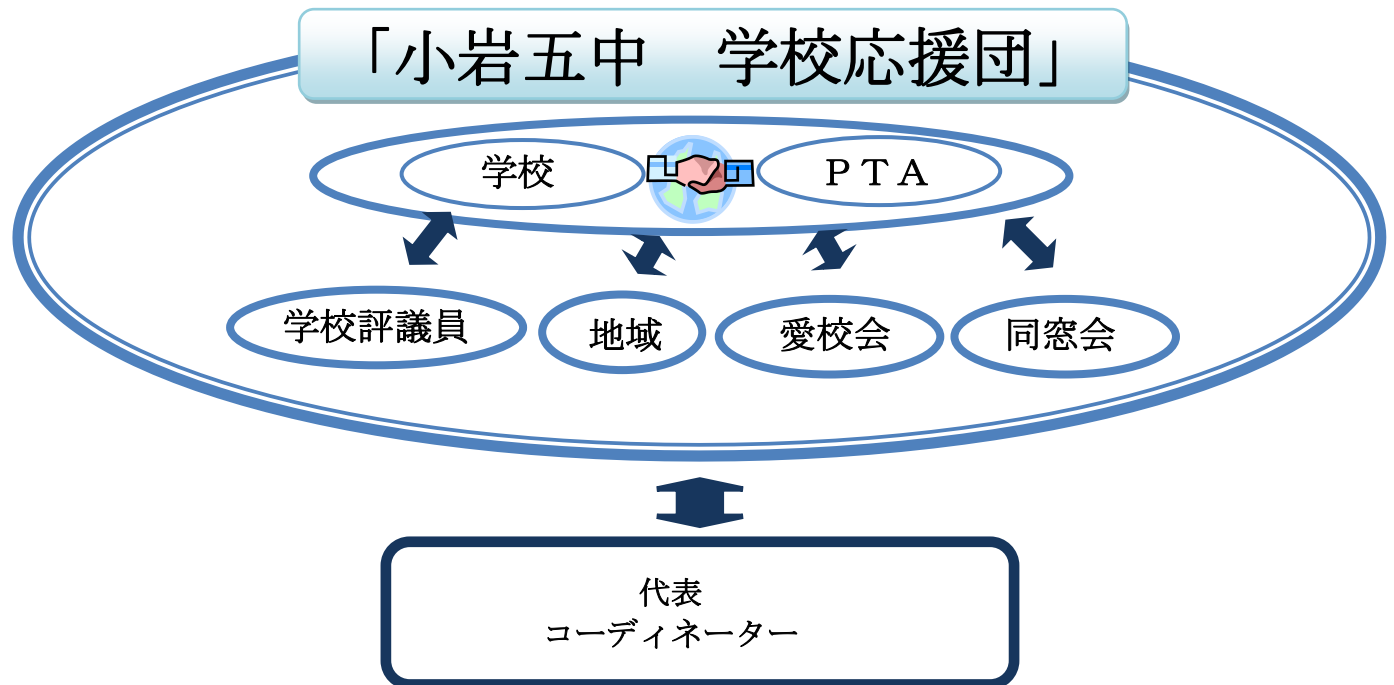 「小岩五中　学校応援団」
学校
ＰＴＡ
学校評議員
地域
愛校会
同窓会
代表
コーディネーター